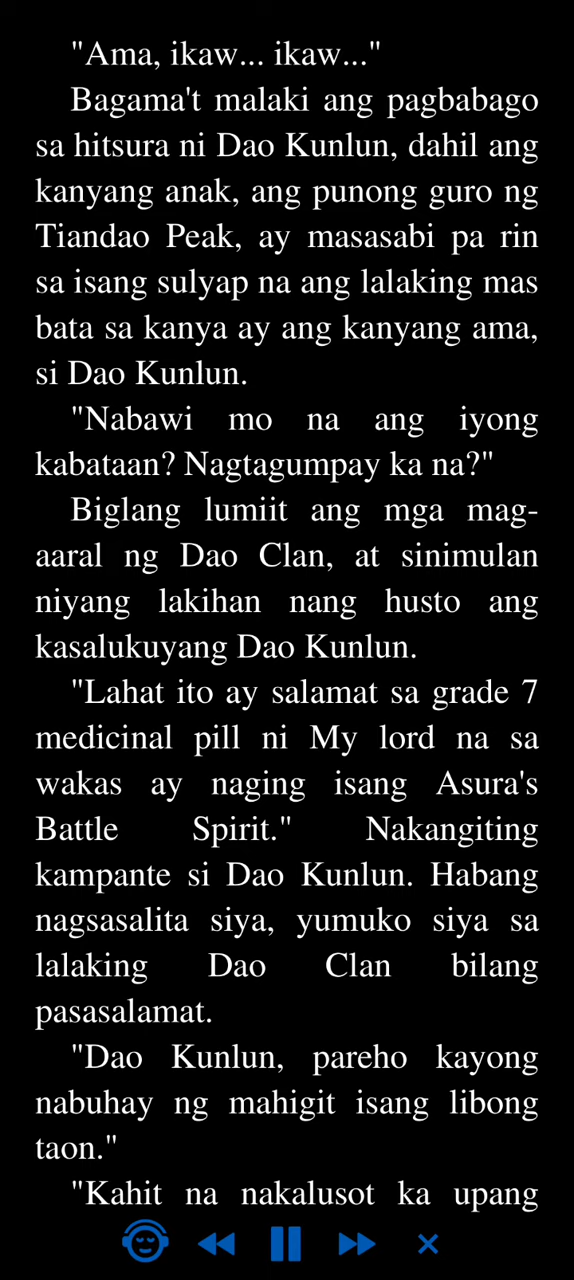 "Ama, ikaw... ikaw..."
Bagama't malaki ang pagbabago
sa hitsura ni Dao Kunlun, dahil ang
kanyang anak, ang punong guro ng
Tiandao Peak, ay masasabi pa rin
sa isang sulyap na ang lalaking mas
bata sa kanya ay ang kanyang ama,
si Dao Kunlun.
"Nabawi mo na ang iyong
kabataan? Nagtagumpay ka na?"
Biglang lumiit ang mga mag-
aaral ng Dao Clan, at sinimulan
niyang lakihan nang husto ang
kasalukuyang Dao Kunlun.
"Lahat ito ay salamat sa grade 7
medicinal pill ni My lord na sa
wakas ay naging isang Asura's
Battle Spirit." Nakangiting
kampante si Dao Kunlun. Habang
nagsasalita siya, yumuko siya sa
lalaking Dao Clan bilang
pasasalamat.
"Dao Kunlun, pareho kayong
nabuhay ng mahigit isang libong
taon."
"Kahit na nakalusot ka upang